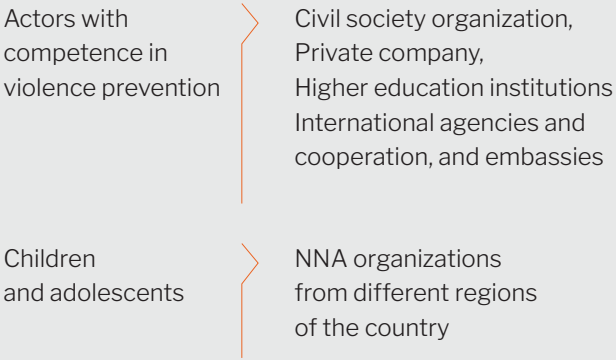 Actors with
competence in
violence prevention
Civil society organization,
Private company,
Higher education institutions
International agencies and
cooperation, and embassies
Children
and adolescents
NNA organizations
from different regions
of the country